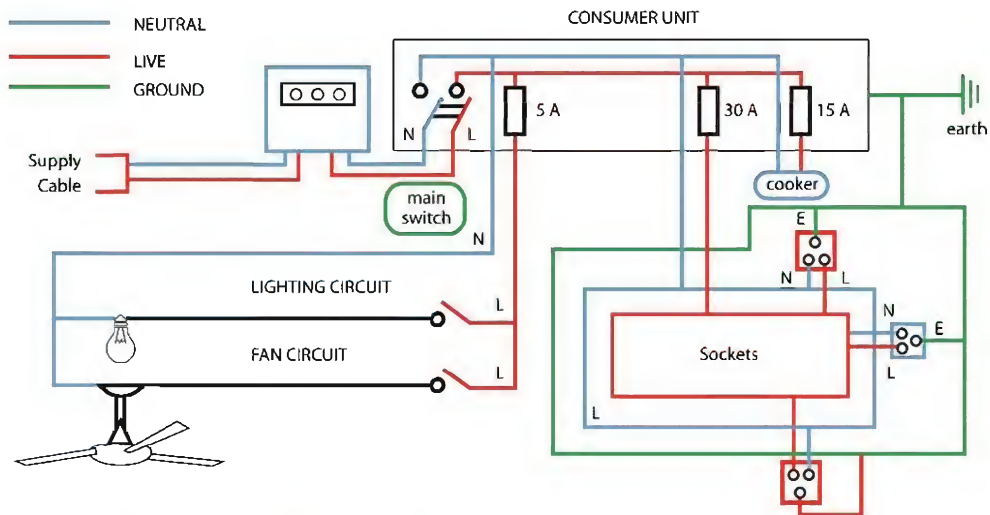 CONSUMER UNIT
NEUTRAL
LIVE
GROUND
5 A
30 A
15 A
N
L
earth
Supply
Cable
cooker
main
switch
N
E
LIGHTING CIRCUIT
L
N
L
N
E
FAN CIRCUIT
L
Sockets
L
L